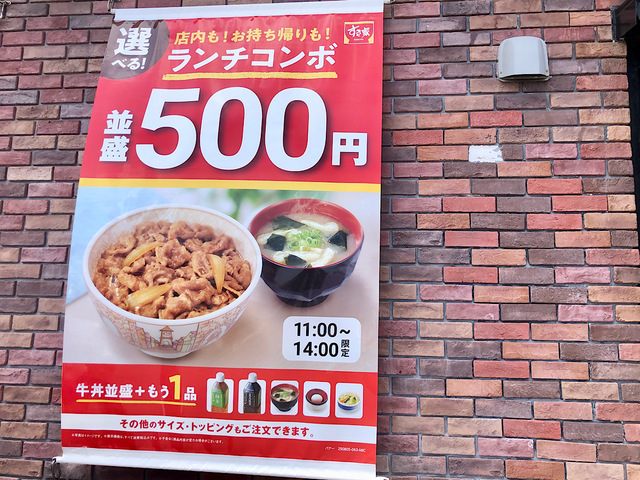 選べる!
店内も!お持ち帰りも!
ランチコンボ
すき家
並盛500円
11:00~
14:00限定
牛丼並盛+もう1品
その他のサイズ・トッピングもご注文できます。